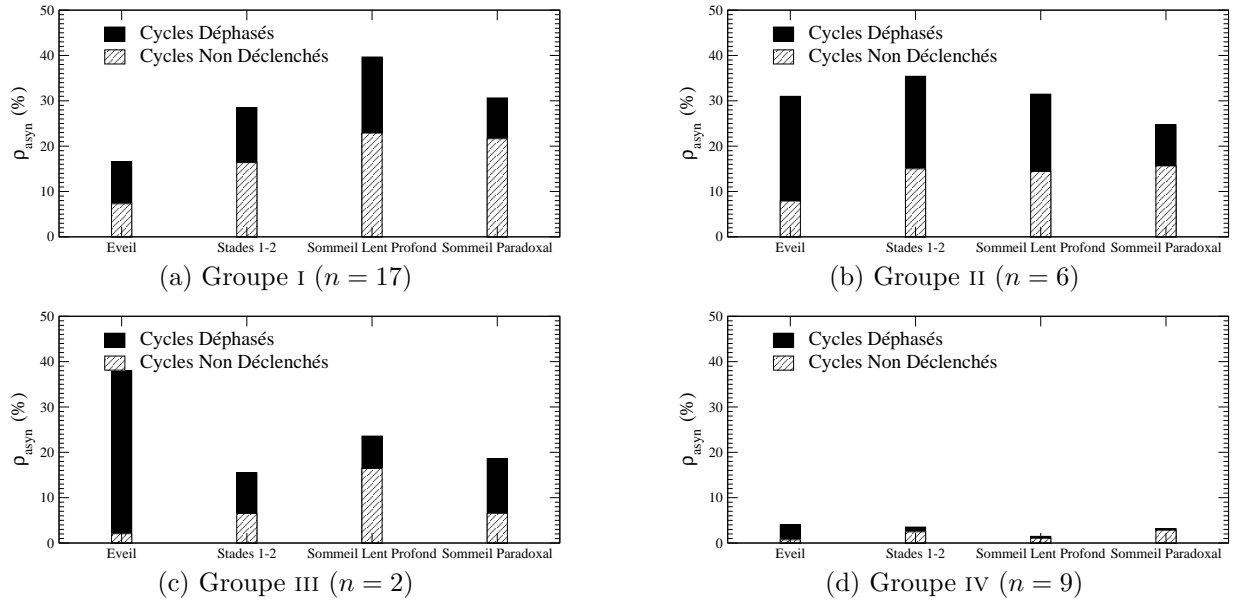 50
40
30
20
10
0
ρasyn (%)
Cycles Déphasés
Cycles Non Déclenchés
Eveil Stades 1-2 Sommeil Lent Profond Sommeil Paradoxal
(a) Groupe I (n = 17)
50
40
30
20
10
0
ρasyn (%)
Cycles Déphasés
Cycles Non Déclenchés
Eveil Stades 1-2 Sommeil Lent Profond Sommeil Paradoxal
(b) Groupe II (n = 6)
50
40
30
20
10
0
ρasyn (%)
Cycles Déphasés
Cycles Non Déclenchés
Eveil Stades 1-2 Sommeil Lent Profond Sommeil Paradoxal
(c) Groupe III (n = 2)
50
40
30
20
10
0
ρasyn (%)
Cycles Déphasés
Cycles Non Déclenchés
Eveil Stades 1-2 Sommeil Lent Profond Sommeil Paradoxal
(d) Groupe IV (n = 9)